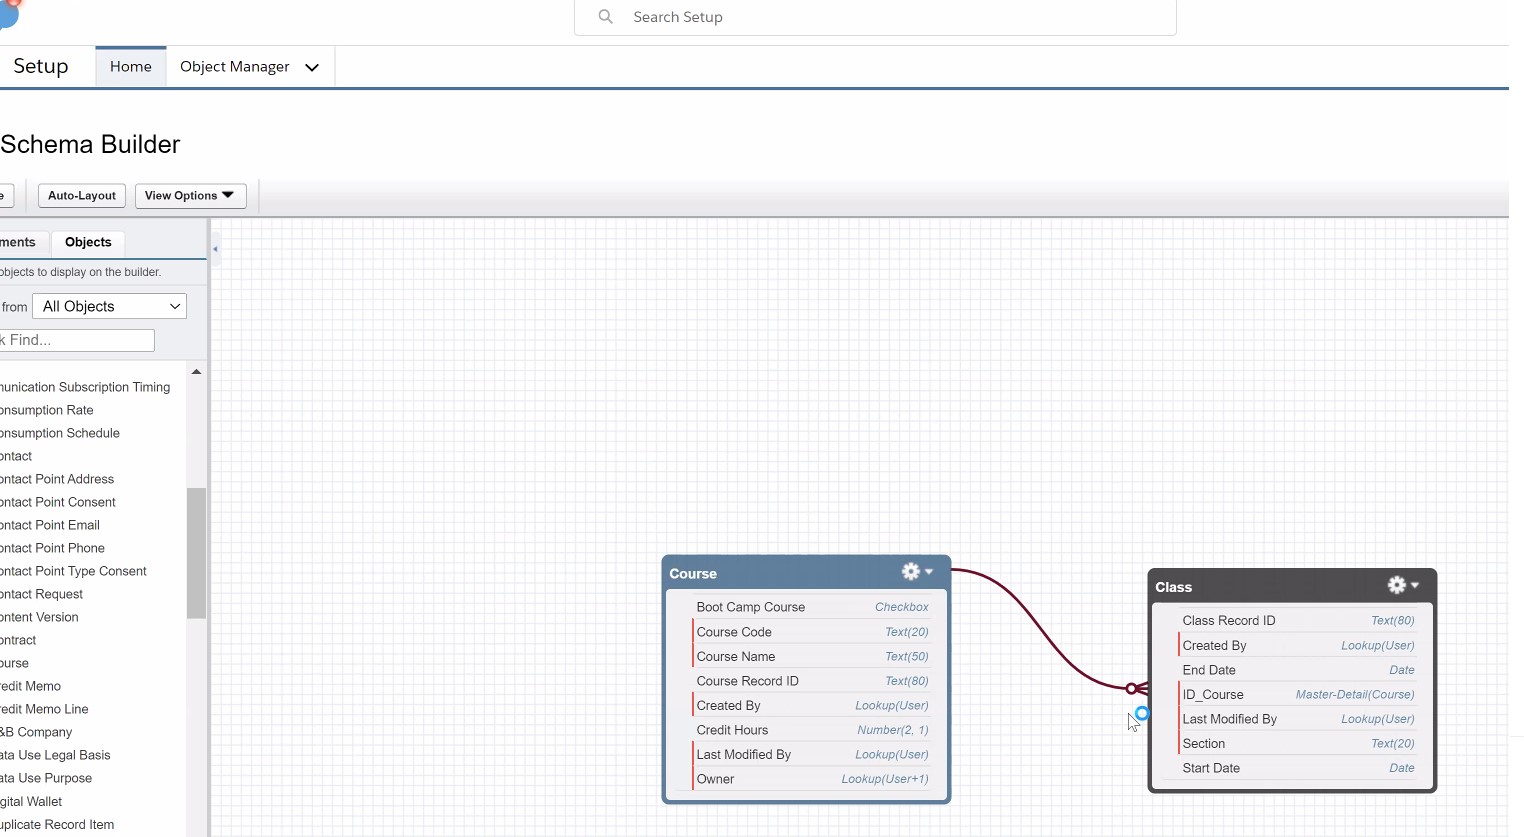 Search Setup
Setup Home Object Manager
Schema Builder
e Auto-Layout View Options
ments Objects
objects to display on the builder.
from All Objects
k Find...
munication Subscription Timing
onsumption Rate
onsumption Schedule
ontact
ontact Point Address
ontact Point Consent
ontact Point Email
ontact Point Phone
ontact Point Type Consent
ontact Request
ontent Version
ontract
ourse
redit Memo
redit Memo Line
&B Company
ata Use Legal Basis
ata Use Purpose
igital Wallet
uplicate Record Item
Course
Boot Camp Course Checkbox
Course Code Text(20)
Course Name Text(50)
Course Record ID Text(80)
Created By Lookup(User)
Credit Hours Number(2, 1)
Last Modified By Lookup(User)
Owner Lookup(User+1)
Class
Class Record ID Text(80)
Created By Lookup(User)
End Date Date
ID_Course Master-Detail(Course)
Last Modified By Lookup(User)
Section Text(20)
Start Date Date